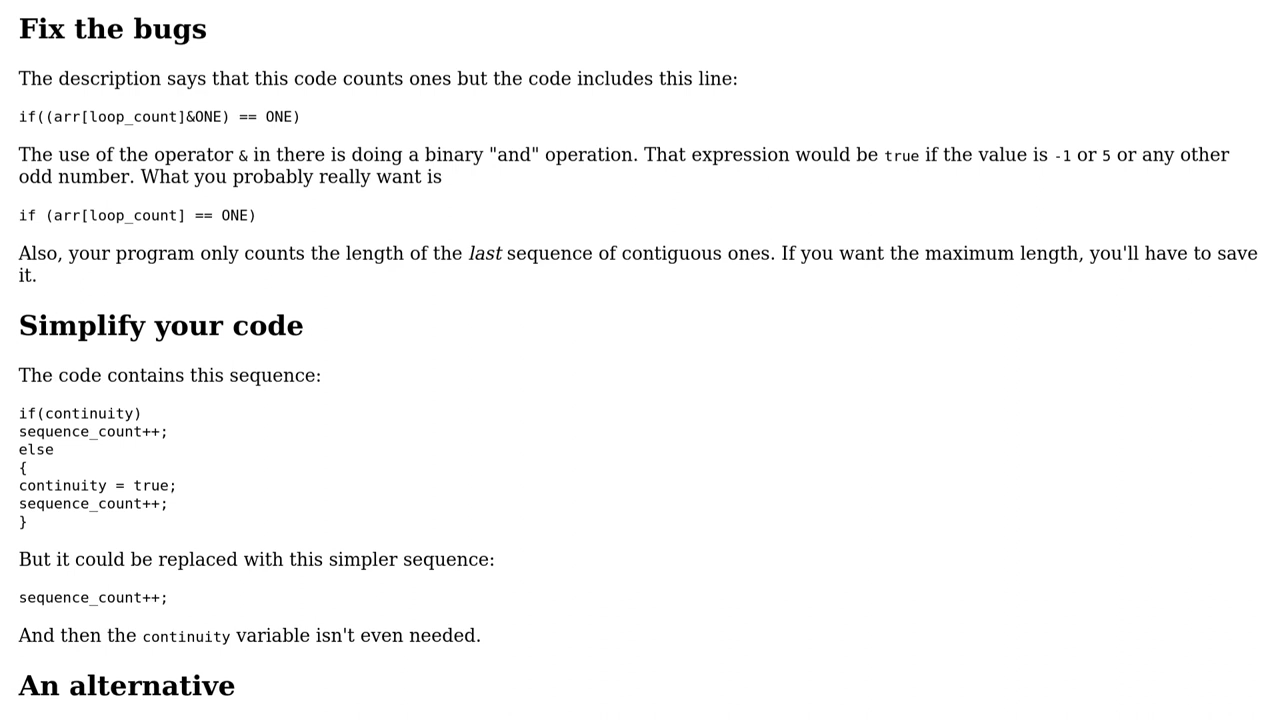 Fix the bugs
The description says that this code counts ones but the code includes this line:
if((arr[loop_count]&ONE) == ONE)
The use of the operator & in there is doing a binary "and" operation. That expression would be true if the value is -1 or 5 or any other
odd number. What you probably really want is
if (arr[loop_count] == ONE)
Also, your program only counts the length of the last sequence of contiguous ones. If you want the maximum length, you'll have to save
it.
Simplify your code
The code contains this sequence:
if(continuity)
sequence_count++;
else
{
continuity = true;
sequence_count++;
}
But it could be replaced with this simpler sequence:
sequence_count++;
And then the continuity variable isn't even needed.
An alternative